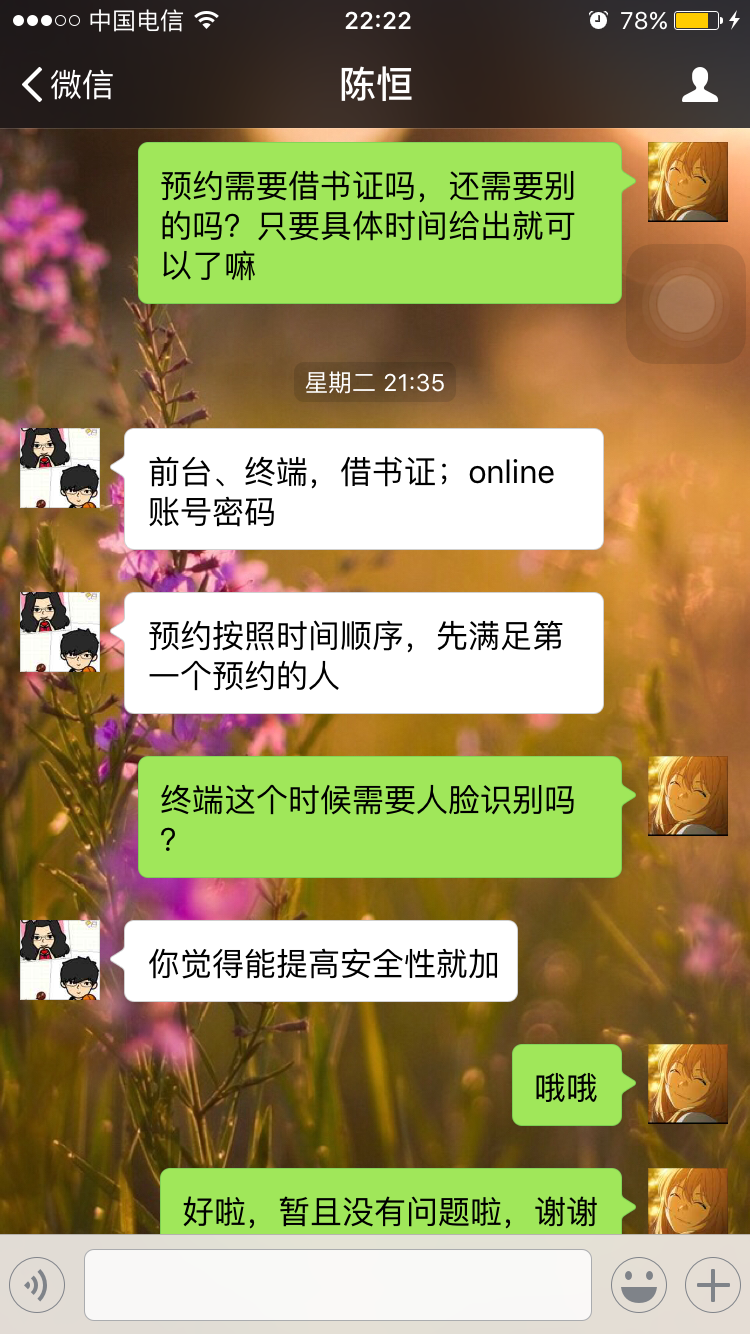 中国电信 22:22 78%
微信 陈恒
预约需要借书证吗，还需要别
的吗？只要具体时间给出就可
以了嘛
星期二 21:35
前台、终端，借书证；online
账号密码
预约按照时间顺序，先满足第
一个预约的人
终端这个时候需要人脸识别吗
？
你觉得能提高安全性就加
哦哦
好啦，暂且没有问题啦，谢谢